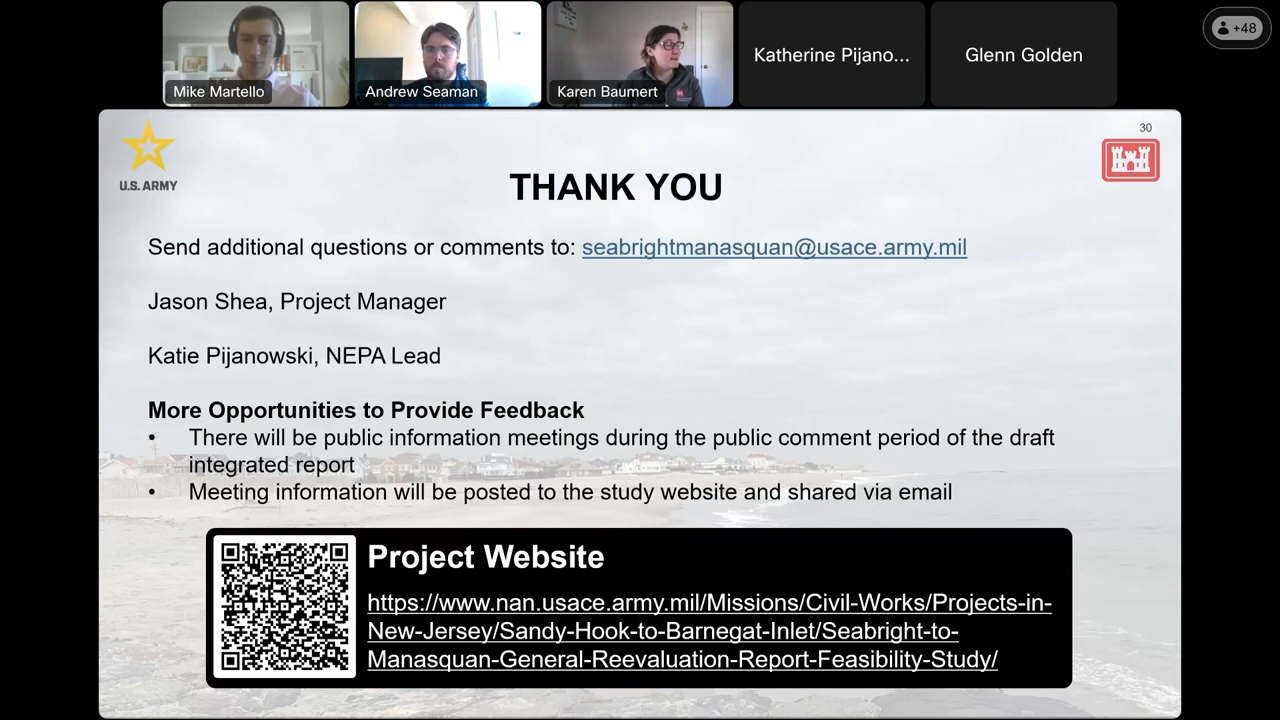 Mike Martello
Andrew Seaman
Karen Baumert
Katherine Pijano...
Glenn Golden
+48
30
U.S. ARMY
THANK YOU
Send additional questions or comments to: seabrightmanasquan@usace.army.mil
Jason Shea, Project Manager
Katie Pijanowski, NEPA Lead
More Opportunities to Provide Feedback
• There will be public information meetings during the public comment period of the draft
integrated report
• Meeting information will be posted to the study website and shared via email
Project Website
https://www.nan.usace.army.mil/Missions/Civil-Works/Projects-in-
New-Jersey/Sandy-Hook-to-Barnegat-Inlet/Seabright-to-
Manasquan-General-Reevaluation-Report-Feasibility-Study/